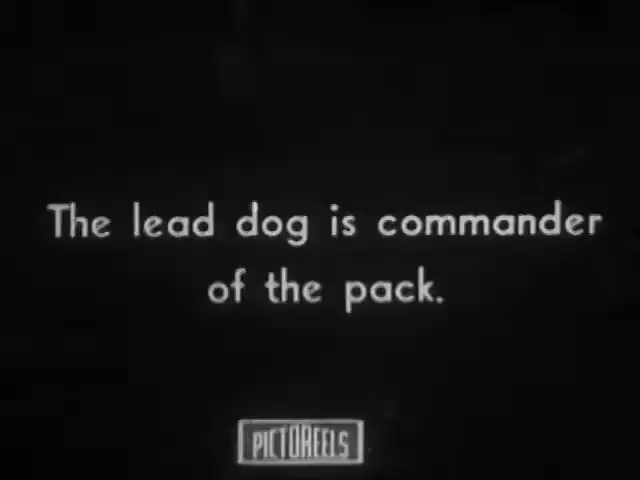 The lead dog is commander
of the pack.
PICTOREELS